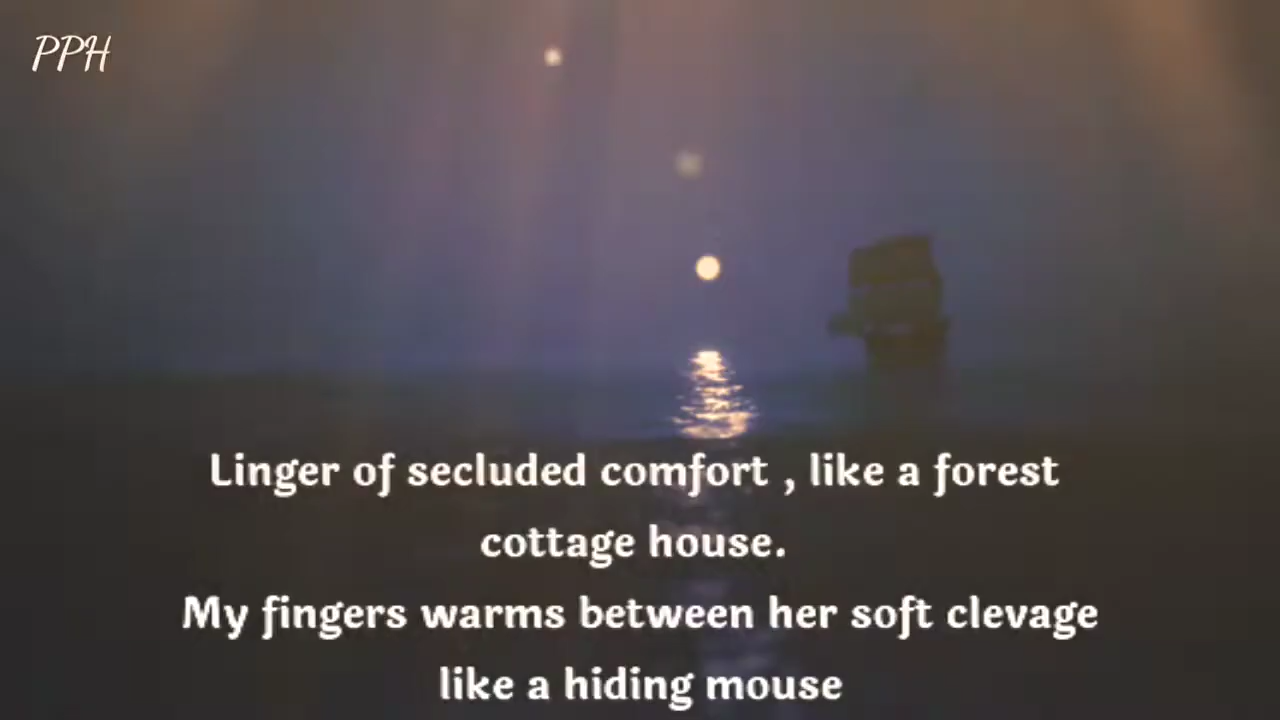 PPH
Linger of secluded comfort , like a forest
cottage house.
My fingers warms between her soft clevage
like a hiding mouse